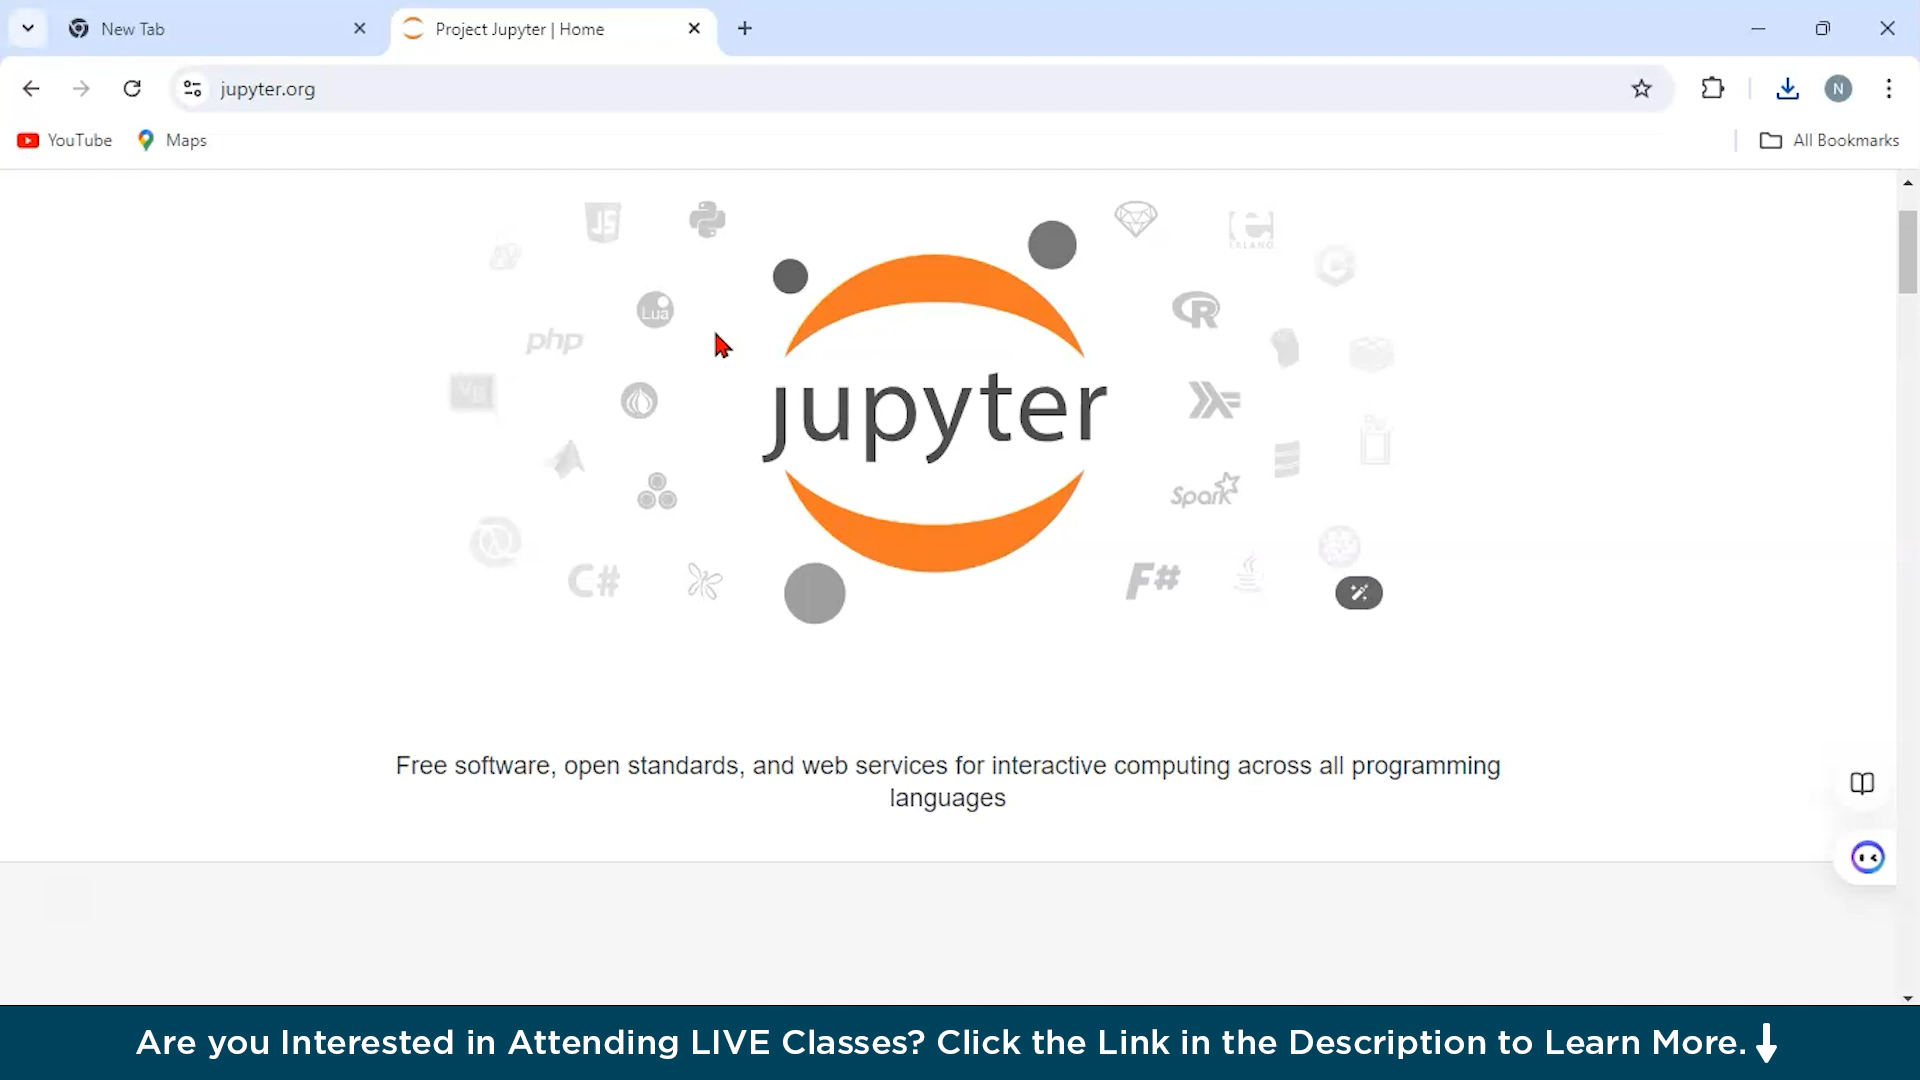 New Tab
Project Jupyter | Home
jupyter.org
N
YouTube
Maps
All Bookmarks
JS
ERLANG
C
Lua
R
php
VB
jupyter
Spark
C#
F#
Free software, open standards, and web services for interactive computing across all programming
languages
Are you Interested in Attending LIVE Classes? Click the Link in the Description to Learn More.